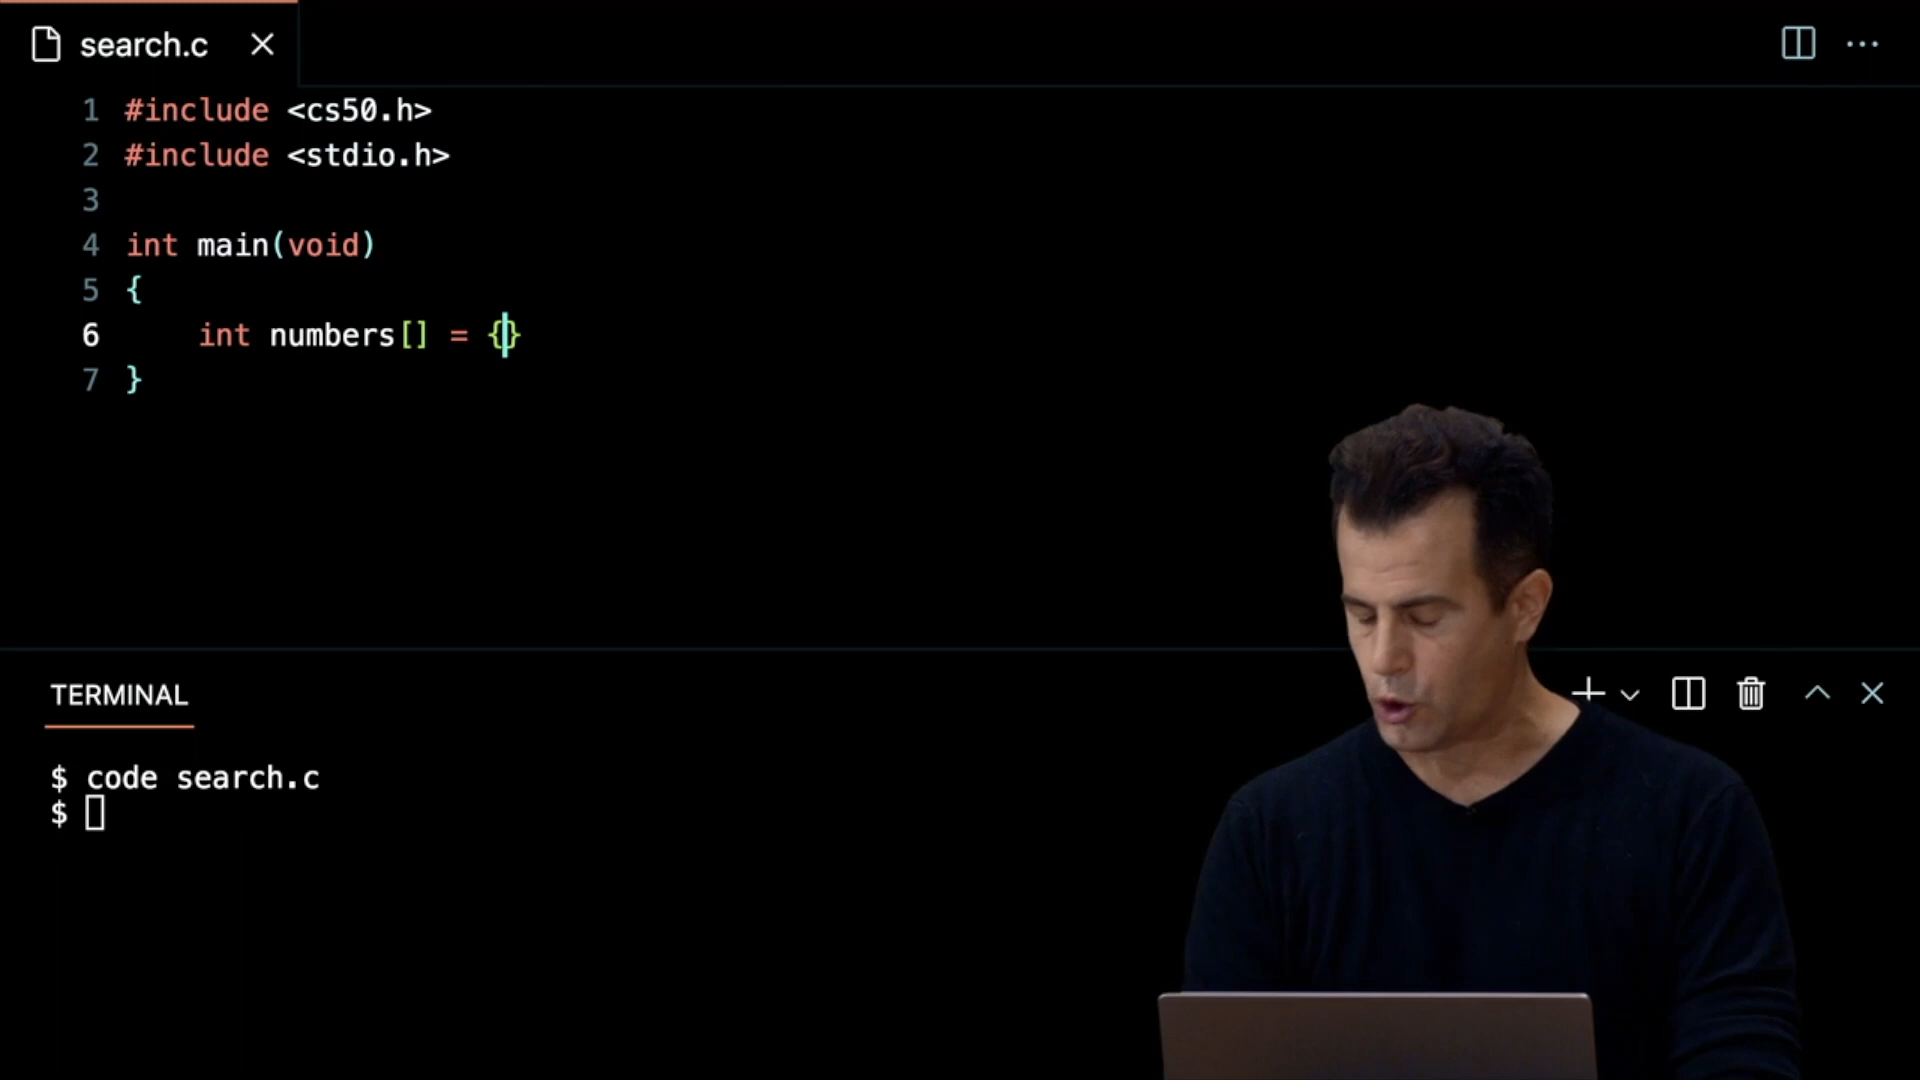 search.c
1 #include <cs50.h>
2 #include <stdio.h>
3
4 int main(void)
5 {
6     int numbers[] = {}
7 }
TERMINAL
$ code search.c
$